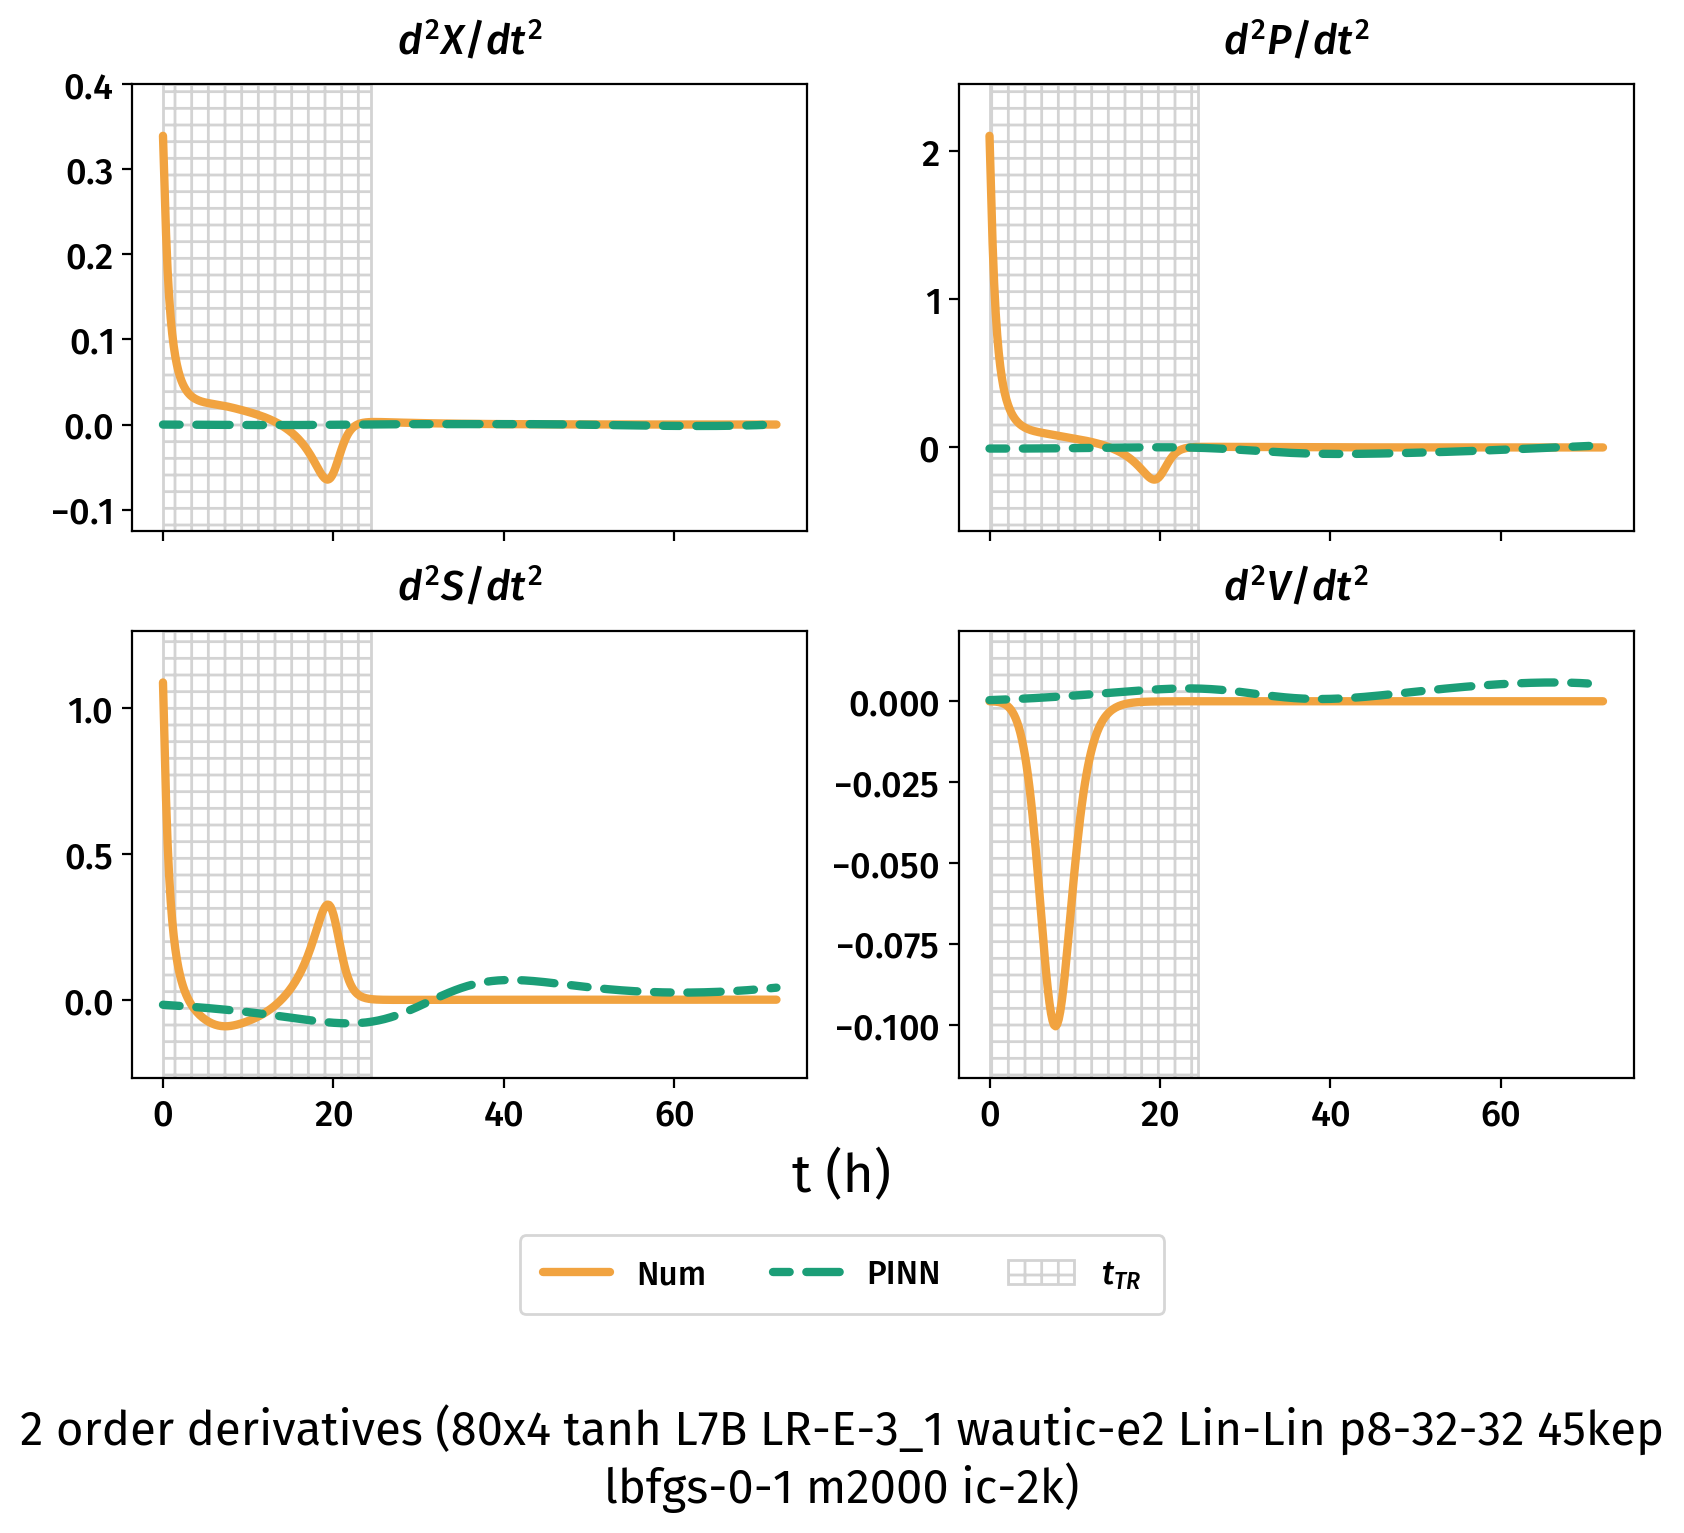 d²X/dt²
d²P/dt²
0.4
0.3
0.2
0.1
0.0
−0.1
2
1
0
d²S/dt²
d²V/dt²
1.0
0.5
0.0
0.000
−0.025
−0.050
−0.075
−0.100
0 20 40 60
0 20 40 60
t (h)
Num PINN t_TR
2 order derivatives (80x4 tanh L7B LR-E-3_1 wautic-e2 Lin-Lin p8-32-32 45kep
lbfgs-0-1 m2000 ic-2k)